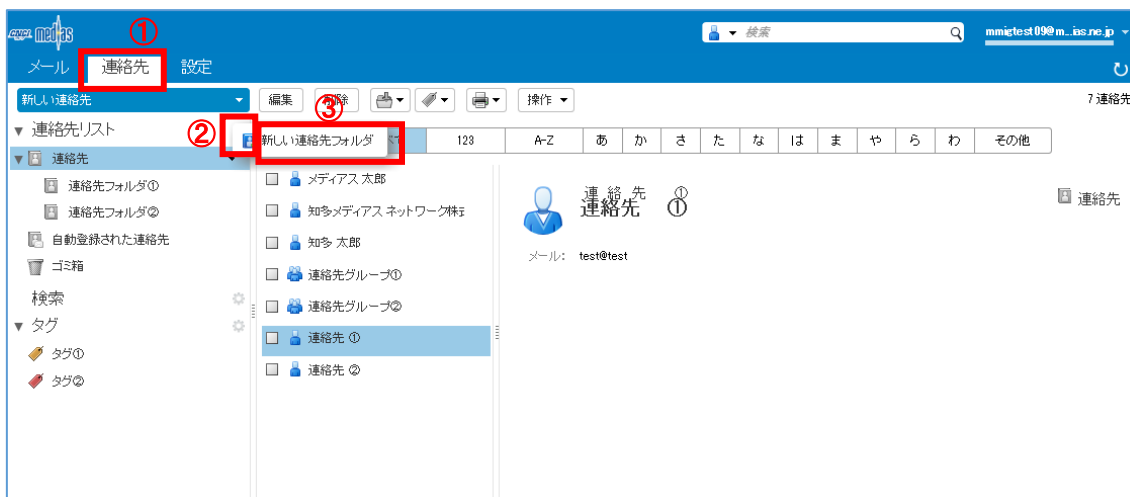 CNCI medias ①
検索
mmigtest09@m...ias.ne.jp
メール 連絡先 設定
新しい連絡先 編集 削除 ③ 操作 7 連絡先
連絡先リスト ②
新しい連絡先フォルダ 123 A-Z あ か さ た な は ま や ら わ その他
連絡先
連絡先フォルダ①
連絡先フォルダ②
自動登録された連絡先
ゴミ箱
検索
タグ
タグ①
タグ②
メディアス 太郎
知多メディアス ネットワーク株
知多 太郎
連絡先グループ①
連絡先グループ②
連絡先 ①
連絡先 ②
連絡先 ①
連絡先 ①
連絡先
メール: test@test